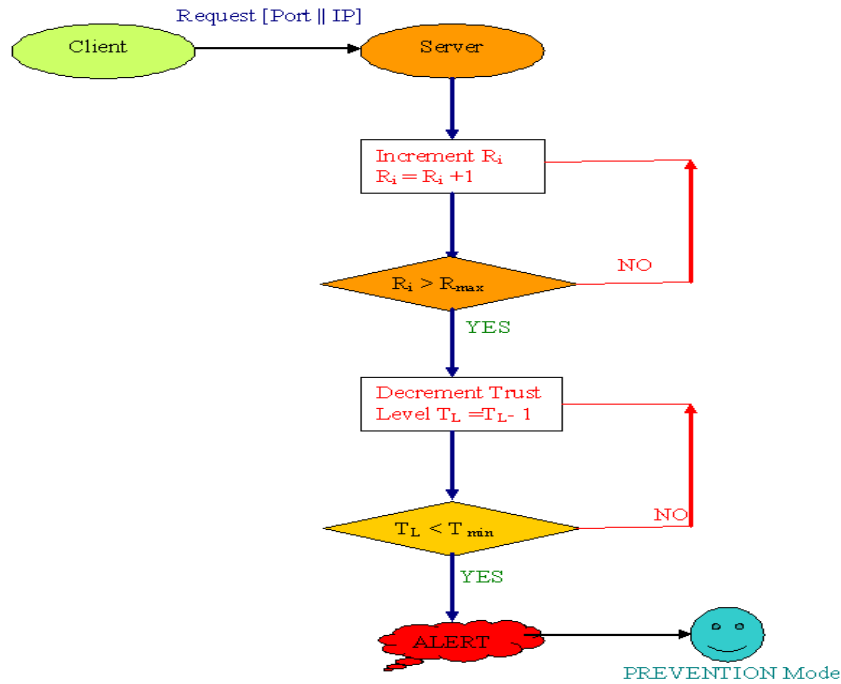 Request [Port || IP]
Client
Server
Increment Rᵢ
Rᵢ = Rᵢ +1
NO
Rᵢ > Rₘₐₓ
YES
Decrement Trust
Level T_L =T_L- 1
NO
T_L < T min
YES
ALERT
PREVENTION Mode